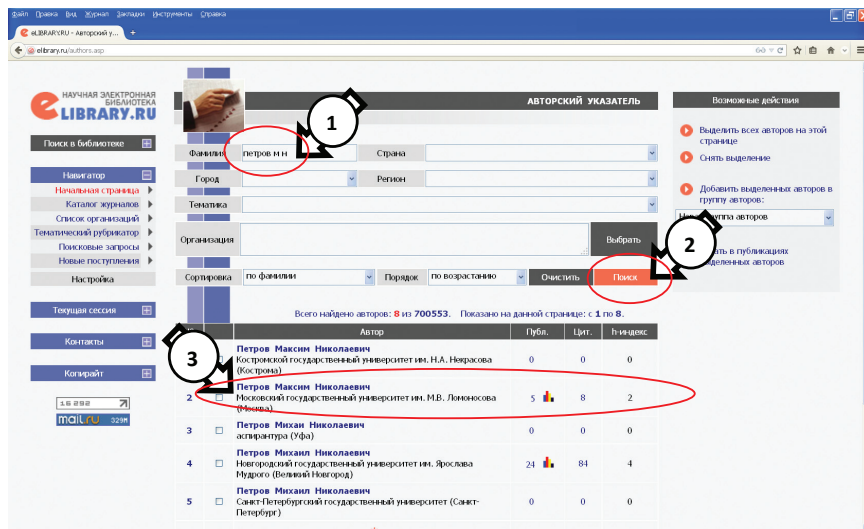 Файл Правка Вид Журнал Закладки Инструменты Справка
eLIBRARY.RU - Авторский у... +
elibrary.ru/authors.asp
НАУЧНАЯ ЭЛЕКТРОННАЯ
БИБЛИОТЕКА
eLIBRARY.RU
Поиск в библиотеке
Навигатор
Начальная страница
Каталог журналов
Список организаций
Тематический рубрикатор
Поисковые запросы
Новые поступления
Настройка
Текущая сессия
Контакты
Копирайт
16 292
mail.ru 329M
АВТОРСКИЙ УКАЗАТЕЛЬ
1
Фамилия петров м н Страна
Город Регион
Тематика
Организация Выбрать
2
Сортировка по фамилии Порядок по возрастанию Очистить Поиск
Всего найдено авторов: 8 из 700553. Показано на данной странице: с 1 по 8.
Автор Публ. Цит. h-индекс
3
Петров Максим Николаевич
Костромской государственный университет им. Н.А. Некрасова
(Кострома) 0 0 0
Петров Максим Николаевич
2 Московский государственный университет им. М.В. Ломоносова 5 8 2
(Москва)
3 Петров Михаи Николаевич 0 0 0
аспирантура (Уфа)
Петров Михаил Николаевич
4 Новгородский государственный университет им. Ярослава 24 84 4
Мудрого (Великий Новгород)
Петров Михаил Николаевич
5 Санкт-Петербургский государственный университет (Санкт- 0 0 0
Петербург)
Возможные действия
Выделить всех авторов на этой
странице
Снять выделение
Добавить выделенных авторов в
группу авторов:
группа авторов
в публикациях
авторов